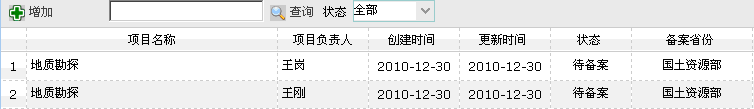 增加 查询 状态 全部
项目名称 项目负责人 创建时间 更新时间 状态 备案省份
1 地质勘探 王岗 2010-12-30 2010-12-30 待备案 国土资源部
2 地质勘探 王刚 2010-12-30 2010-12-30 待备案 国土资源部